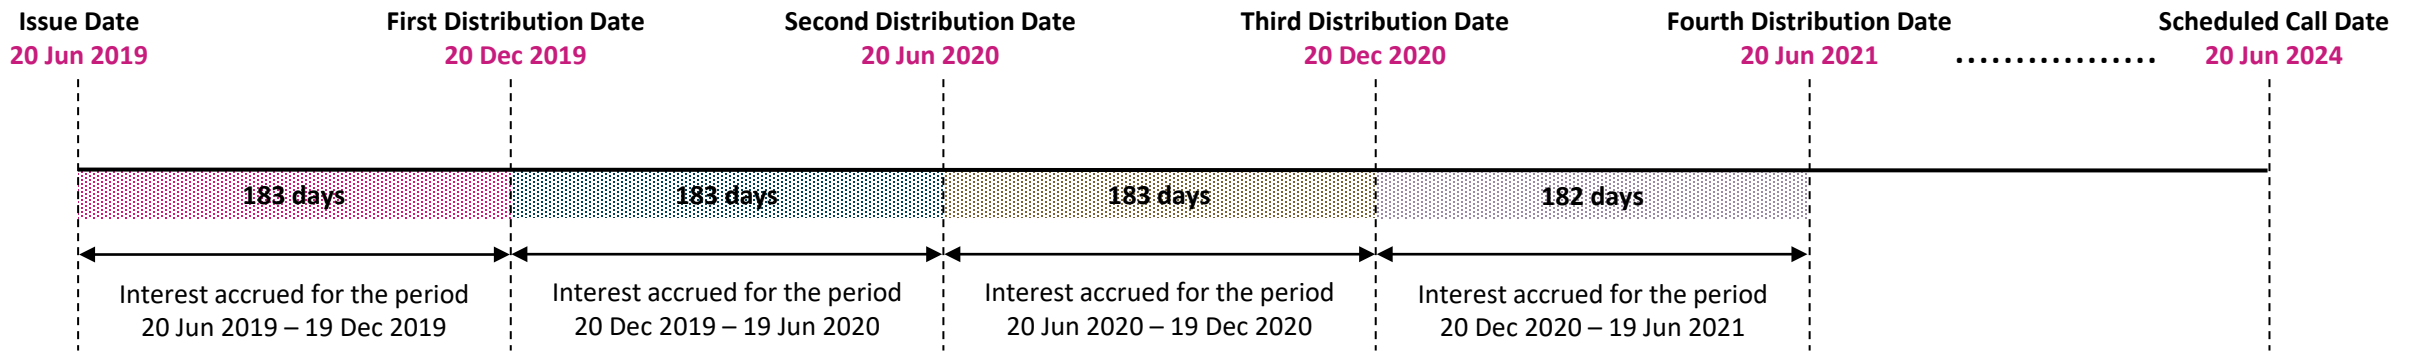 Issue Date
20 Jun 2019
First Distribution Date
20 Dec 2019
Second Distribution Date
20 Jun 2020
Third Distribution Date
20 Dec 2020
Fourth Distribution Date
20 Jun 2021
................
Scheduled Call Date
20 Jun 2024
183 days
183 days
183 days
182 days
Interest accrued for the period
20 Jun 2019 – 19 Dec 2019
Interest accrued for the period
20 Dec 2019 – 19 Jun 2020
Interest accrued for the period
20 Jun 2020 – 19 Dec 2020
Interest accrued for the period
20 Dec 2020 – 19 Jun 2021